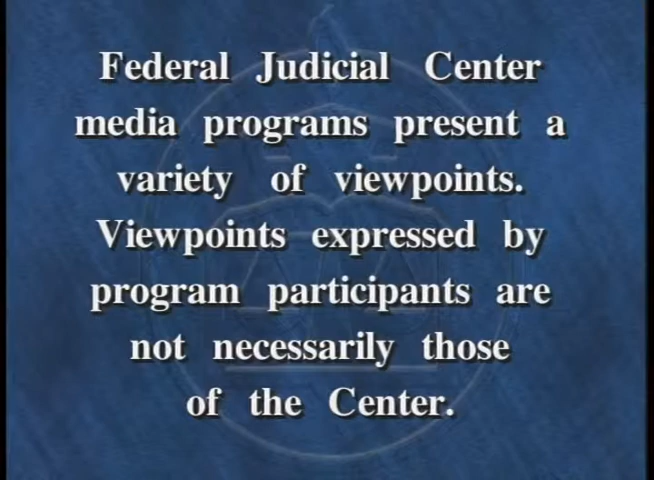 Federal Judicial Center
media programs present a
variety of viewpoints.
Viewpoints expressed by
program participants are
not necessarily those
of the Center.